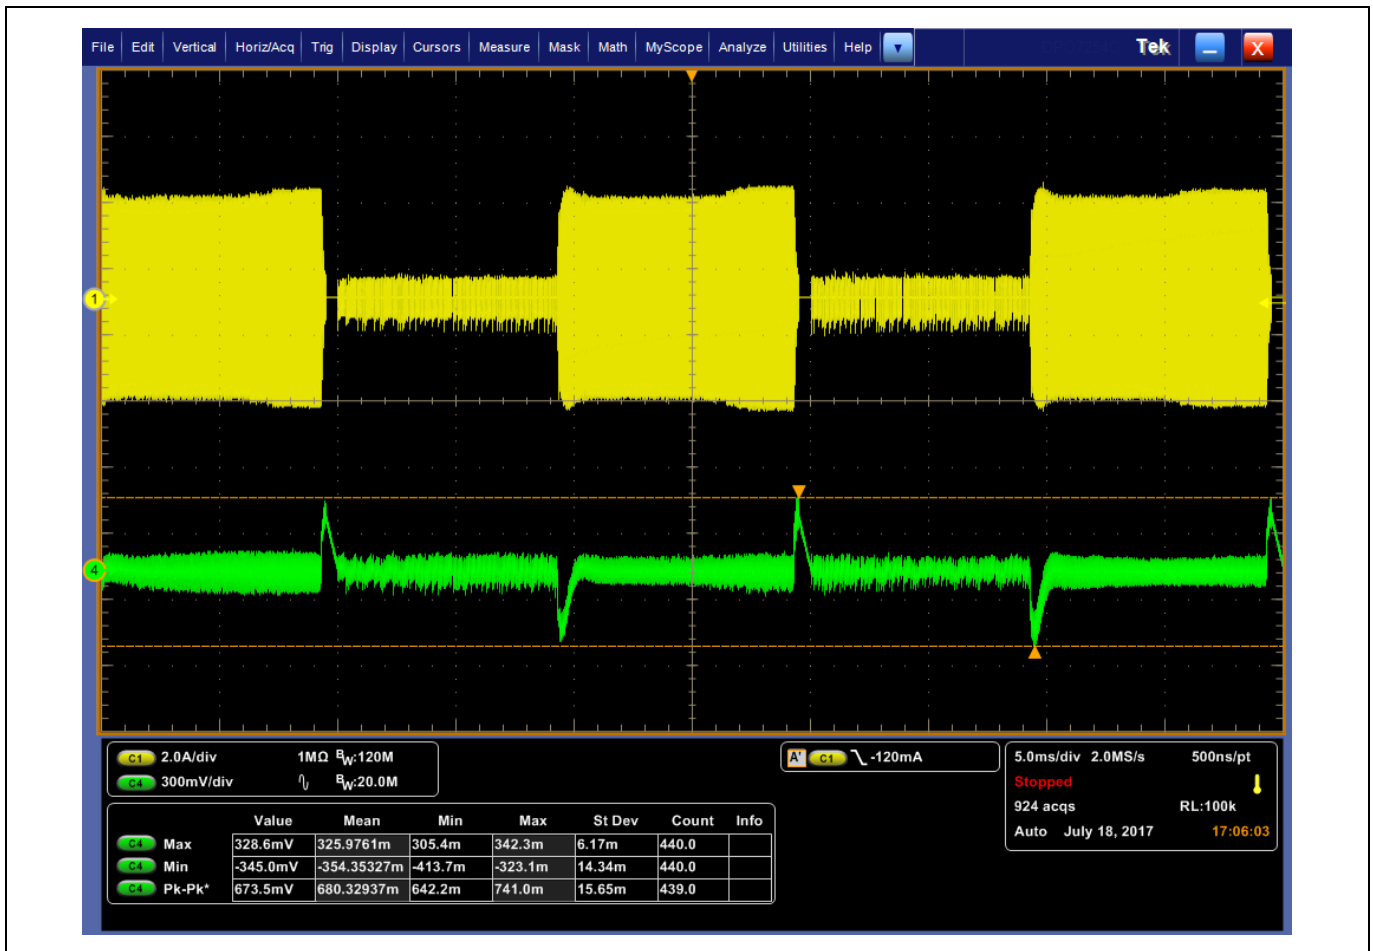 File Edit Vertical Horiz/Acq Trig Display Cursors Measure Mask Math MyScope Analyze Utilities Help Tek X
1
4
C1 2.0A/div 1MΩ BW:120M
C4 300mV/div BW:20.0M
A' C1 -120mA
5.0ms/div 2.0MS/s 500ns/pt
Stopped
924 acqs RL:100k
Auto July 18, 2017 17:06:03
Value Mean Min Max St Dev Count Info
C4 Max 328.6mV 325.9761m 305.4m 342.3m 6.17m 440.0
C4 Min -345.0mV -354.35327m -413.7m -323.1m 14.34m 440.0
C4 Pk-Pk* 673.5mV 680.32937m 642.2m 741.0m 15.65m 439.0